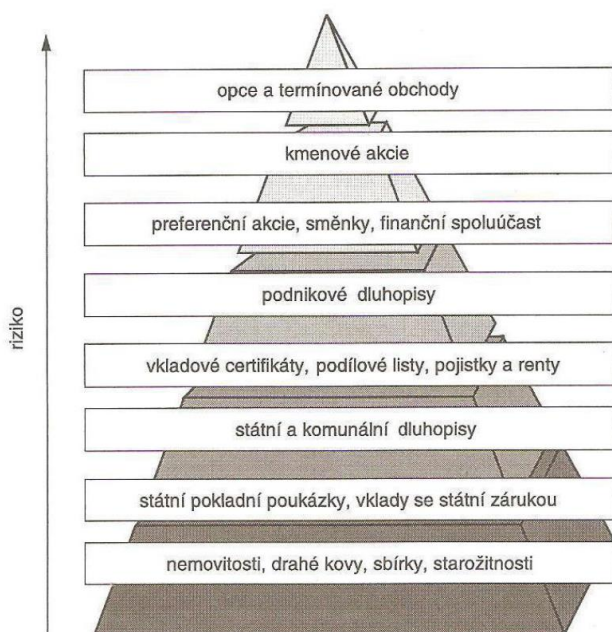 opce a termínované obchody
kmenové akcie
preferenční akcie, směnky, finanční spoluúčast
podnikové dluhopisy
riziko
vkladové certifikáty, podílové listy, pojistky a renty
státní a komunální dluhopisy
státní pokladní poukázky, vklady se státní zárukou
nemovitosti, drahé kovy, sbírky, starožitnosti